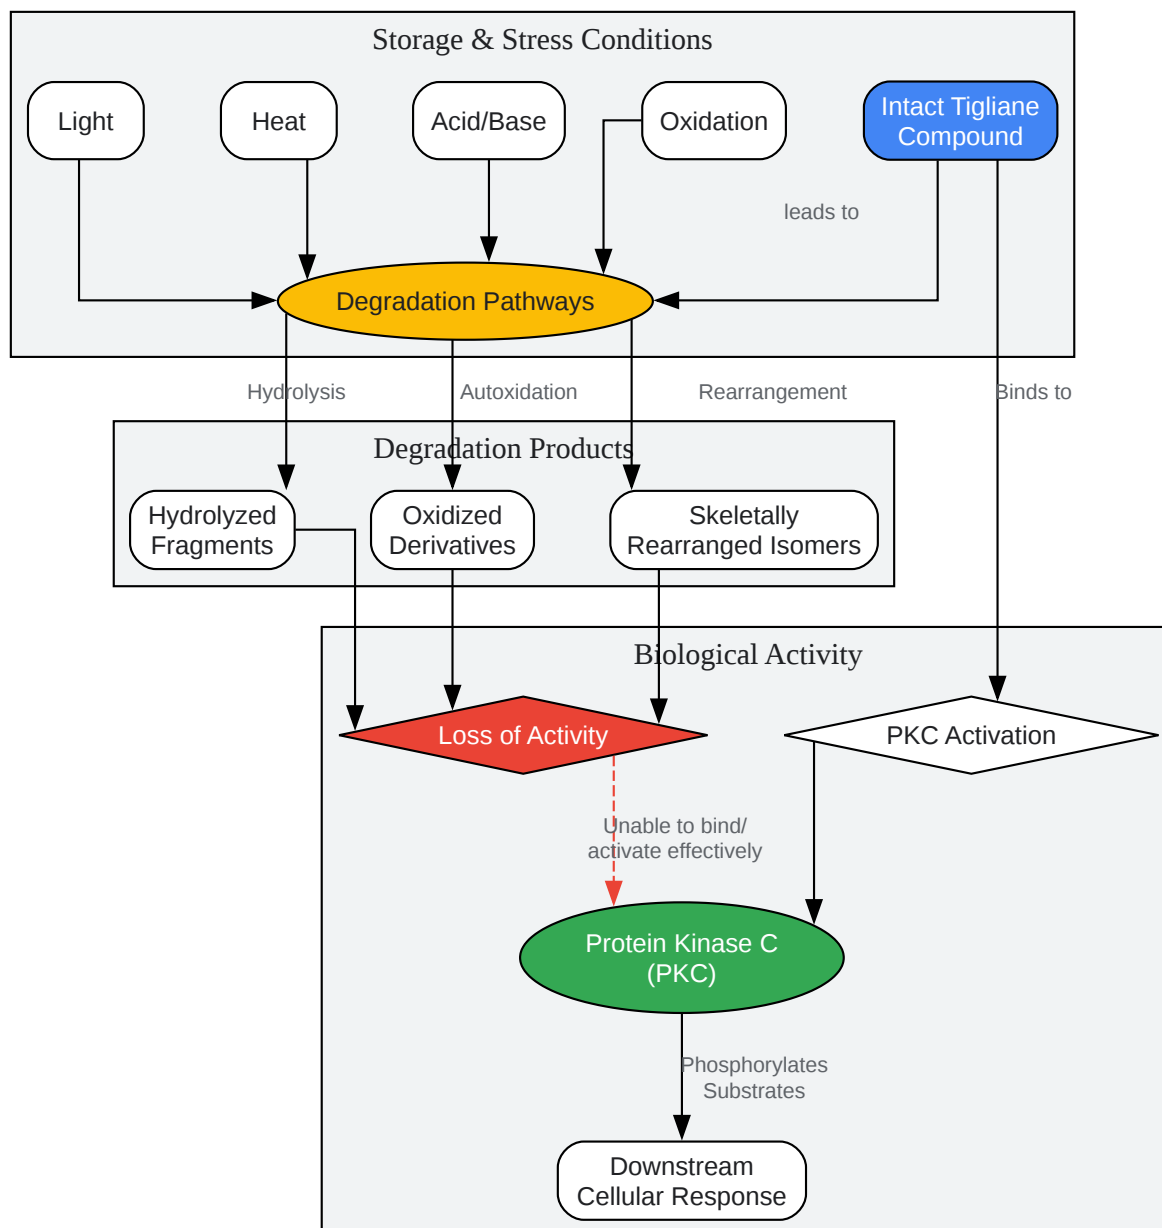 Storage & Stress Conditions
Light
Heat
Acid/Base
Oxidation
Intact Tigliane
Compound
leads to
Degradation Pathways
Hydrolysis
Autoxidation
Rearrangement
Binds to
Degradation Products
Hydrolyzed
Fragments
Oxidized
Derivatives
Skeletally
Rearranged Isomers
Biological Activity
Loss of Activity
PKC Activation
Unable to bind/
activate effectively
Protein Kinase C
(PKC)
Phosphorylates
Substrates
Downstream
Cellular Response